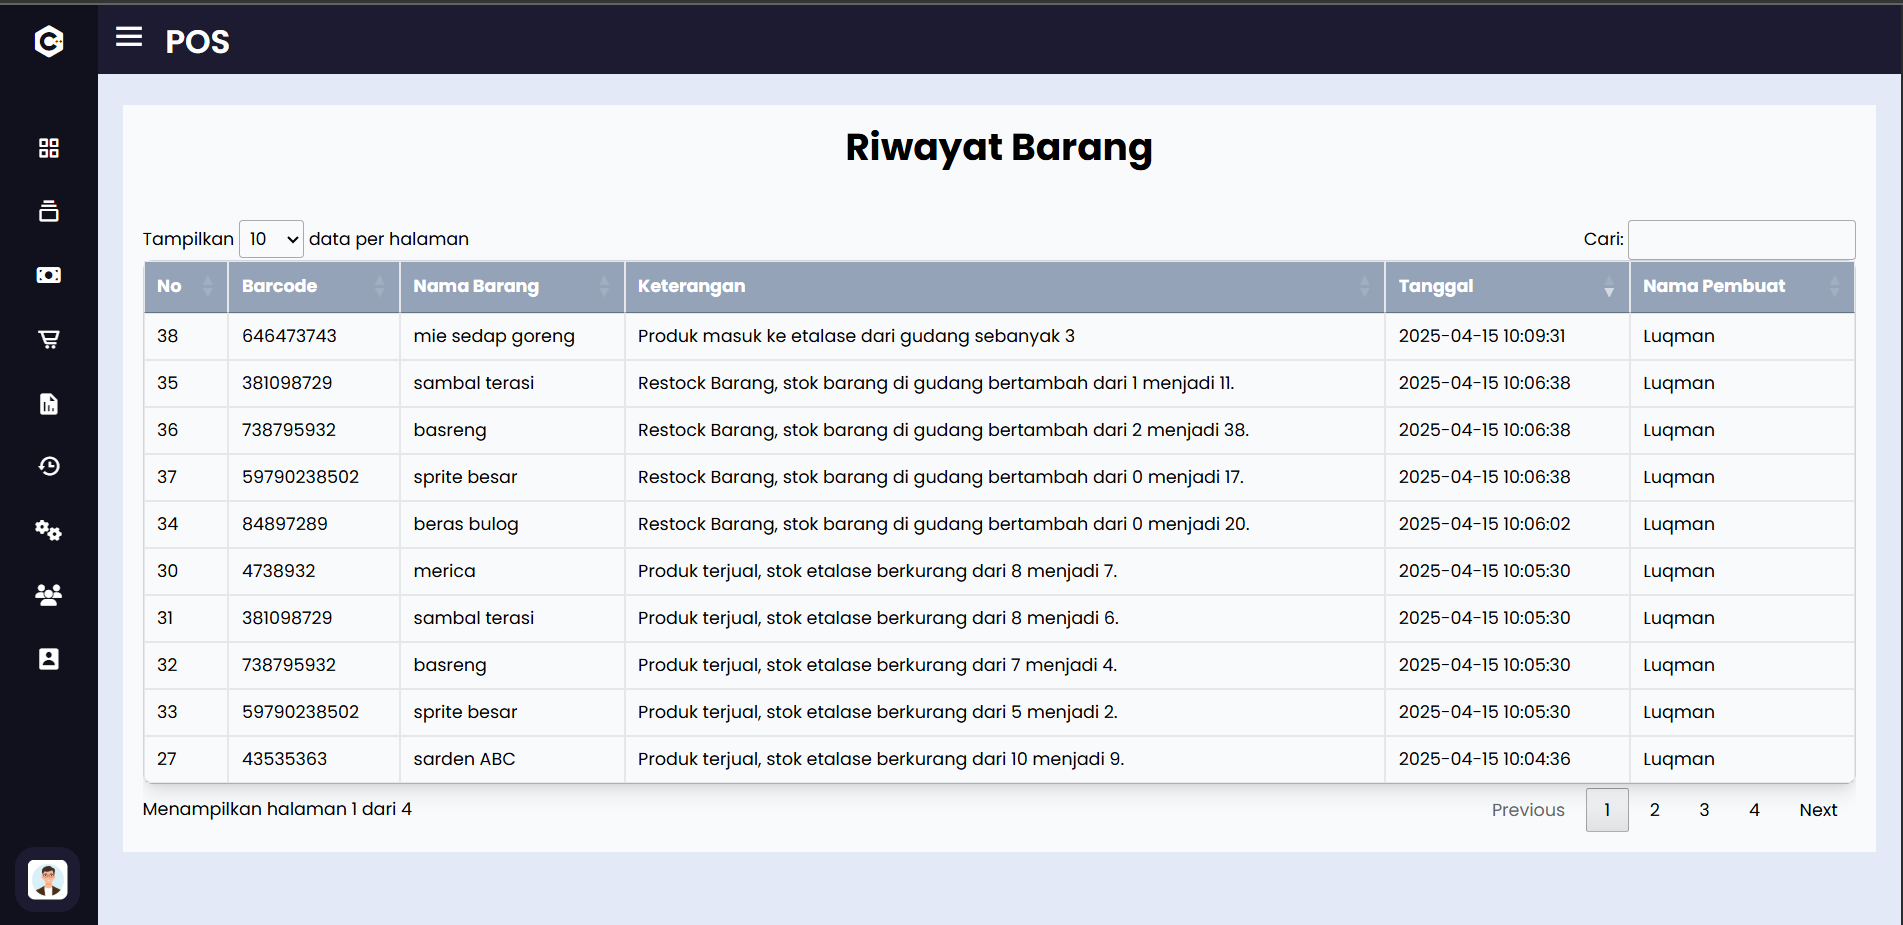 C++
POS
Riwayat Barang
Tampilkan 10 data per halaman
Cari:
No Barcode Nama Barang Keterangan Tanggal Nama Pembuat
38 646473743 mie sedap goreng Produk masuk ke etalase dari gudang sebanyak 3 2025-04-15 10:09:31 Luqman
35 381098729 sambal terasi Restock Barang, stok barang di gudang bertambah dari 1 menjadi 11. 2025-04-15 10:06:38 Luqman
36 738795932 basreng Restock Barang, stok barang di gudang bertambah dari 2 menjadi 38. 2025-04-15 10:06:38 Luqman
37 59790238502 sprite besar Restock Barang, stok barang di gudang bertambah dari 0 menjadi 17. 2025-04-15 10:06:38 Luqman
34 84897289 beras bulog Restock Barang, stok barang di gudang bertambah dari 0 menjadi 20. 2025-04-15 10:06:02 Luqman
30 4738932 merica Produk terjual, stok etalase berkurang dari 8 menjadi 7. 2025-04-15 10:05:30 Luqman
31 381098729 sambal terasi Produk terjual, stok etalase berkurang dari 8 menjadi 6. 2025-04-15 10:05:30 Luqman
32 738795932 basreng Produk terjual, stok etalase berkurang dari 7 menjadi 4. 2025-04-15 10:05:30 Luqman
33 59790238502 sprite besar Produk terjual, stok etalase berkurang dari 5 menjadi 2. 2025-04-15 10:05:30 Luqman
27 43535363 sarden ABC Produk terjual, stok etalase berkurang dari 10 menjadi 9. 2025-04-15 10:04:36 Luqman
Menampilkan halaman 1 dari 4
Previous 1 2 3 4 Next